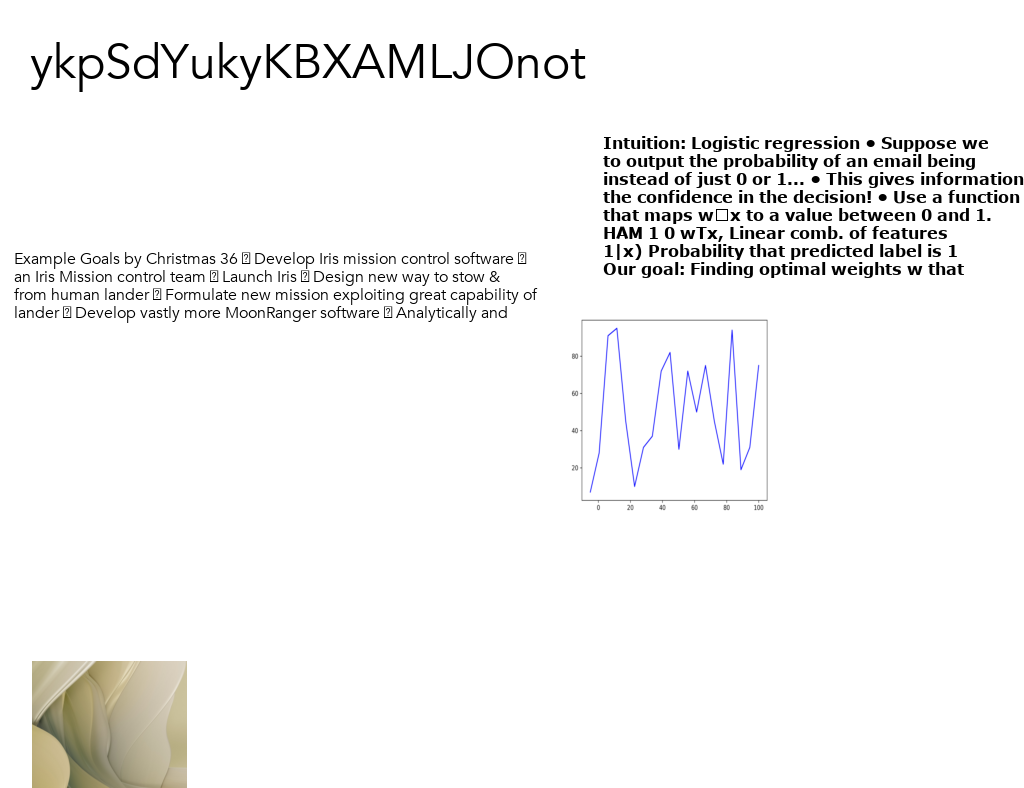 ykpSdYukyKBXAMLJOnot
Intuition: Logistic regression • Suppose we
to output the probability of an email being
instead of just 0 or 1... • This gives information
the confidence in the decision! • Use a function
that maps w□x to a value between 0 and 1.
HAM 1 0 wTx, Linear comb. of features
1|x) Probability that predicted label is 1
Our goal: Finding optimal weights w that
Example Goals by Christmas 36 ⍰ Develop Iris mission control software ⍰
an Iris Mission control team ⍰ Launch Iris ⍰ Design new way to stow &
from human lander ⍰ Formulate new mission exploiting great capability of
lander ⍰ Develop vastly more MoonRanger software ⍰ Analytically and
80
60
40
20
0 20 40 60 80 100